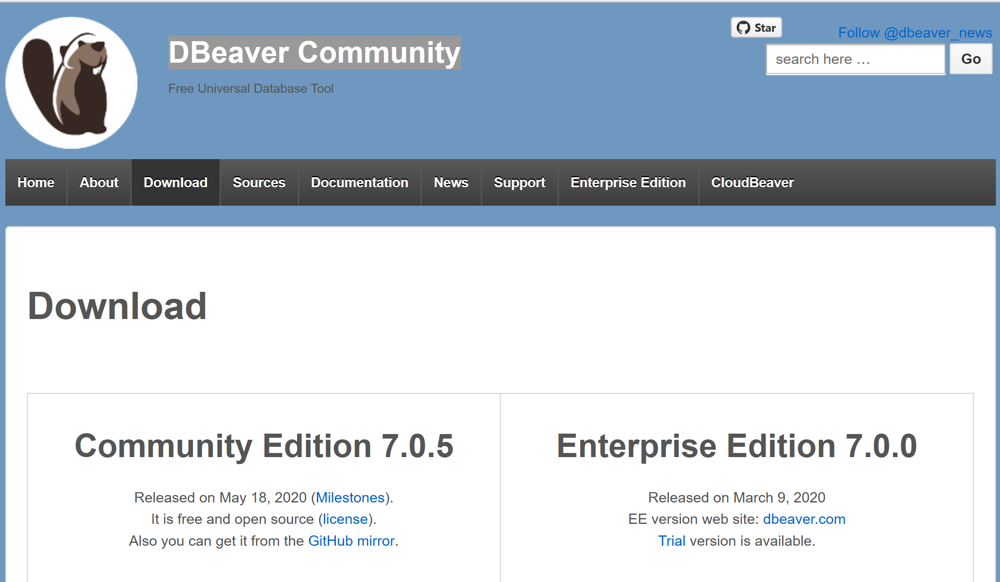 Star
Follow @dbeaver_news
DBeaver Community
search here …
Go
Free Universal Database Tool
Home About Download Sources Documentation News Support Enterprise Edition CloudBeaver
Download
Community Edition 7.0.5
Released on May 18, 2020 (Milestones).
It is free and open source (license).
Also you can get it from the GitHub mirror.
Enterprise Edition 7.0.0
Released on March 9, 2020
EE version web site: dbeaver.com
Trial version is available.